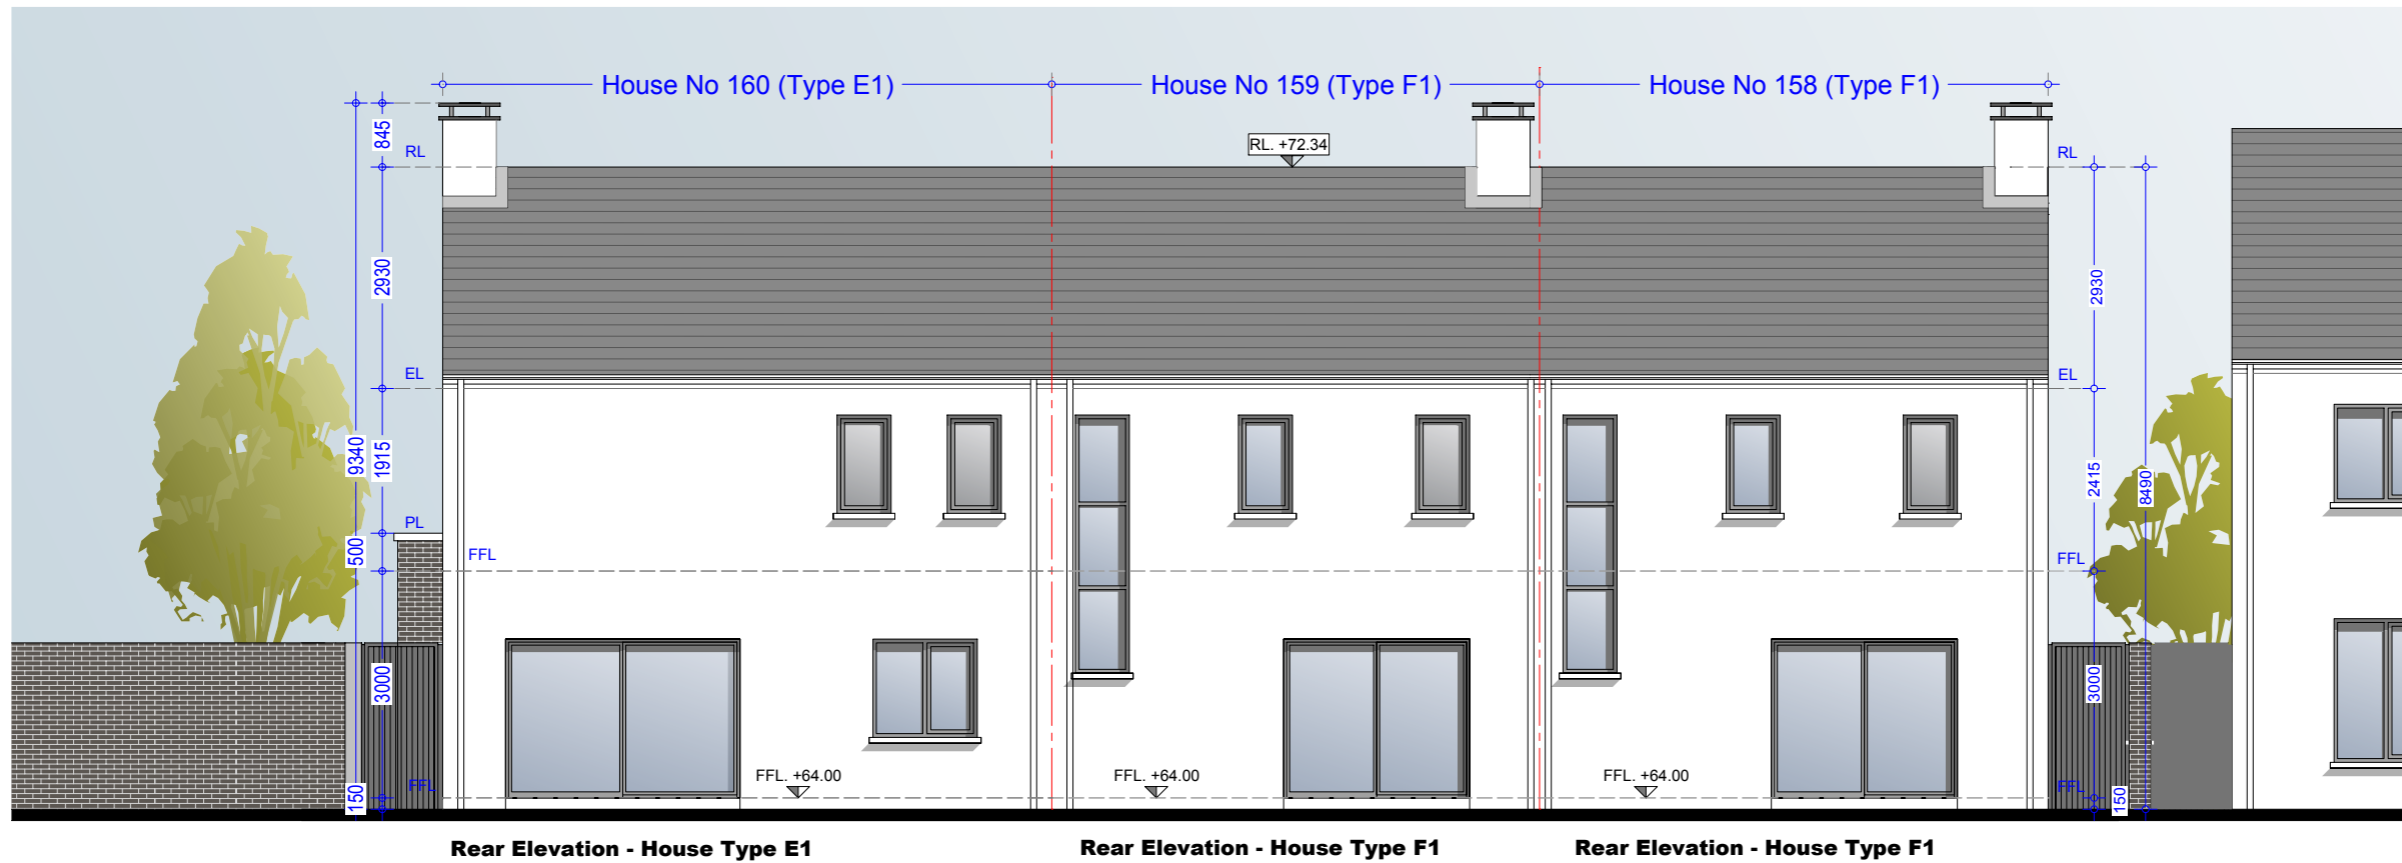 House No 160 (Type E1)
House No 159 (Type F1)
House No 158 (Type F1)
845
RL
RL. +72.34
RL
2930
2930
EL
EL
9340
1915
2415
8490
PL
500
FFL
FFL
3000
3000
FFL. +64.00
FFL. +64.00
FFL. +64.00
150
FFL
FFL
150
Rear Elevation - House Type E1
Rear Elevation - House Type F1
Rear Elevation - House Type F1